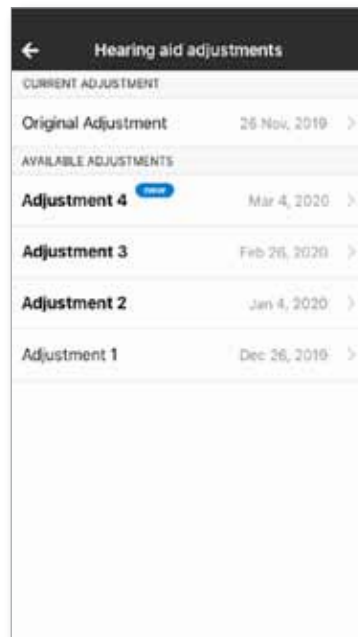 Hearing aid adjustments
CURRENT ADJUSTMENT
Original Adjustment 26 Nov, 2019
AVAILABLE ADJUSTMENTS
Adjustment 4 new Mar 4, 2020
Adjustment 3 Feb 26, 2020
Adjustment 2 Jan 4, 2020
Adjustment 1 Dec 26, 2019